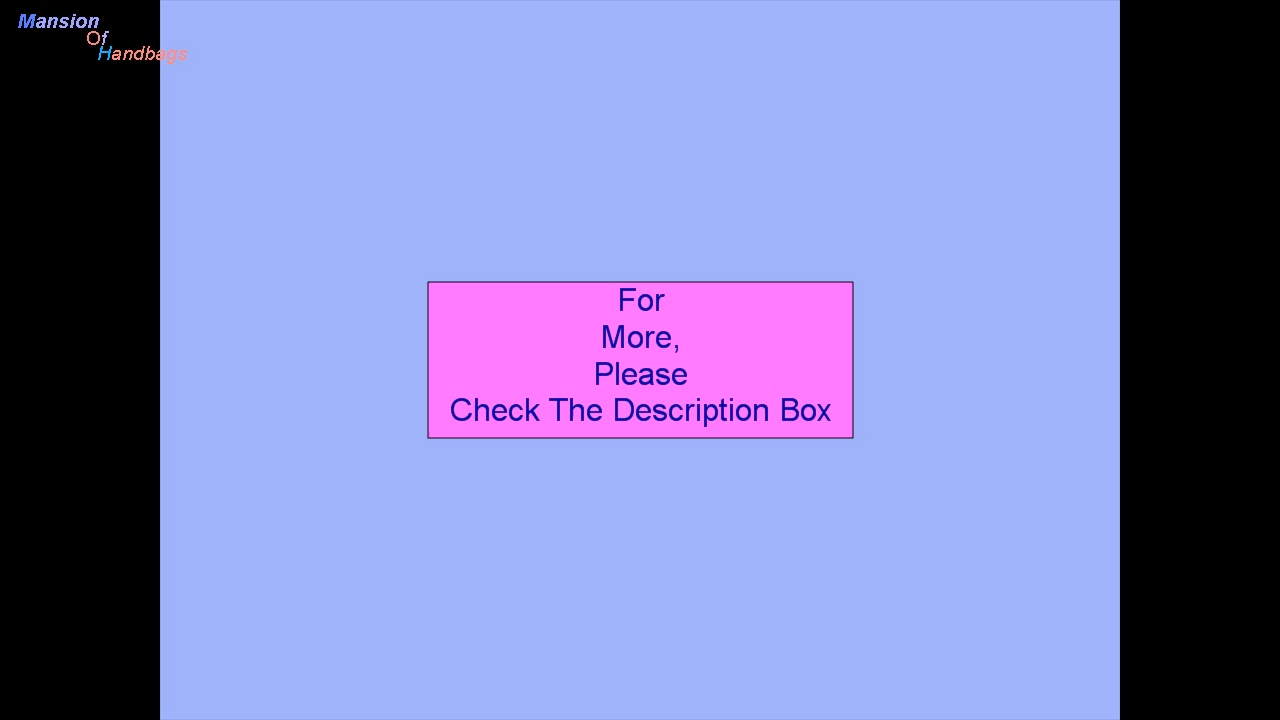 Mansion
Of
Handbags
For
More,
Please
Check The Description Box